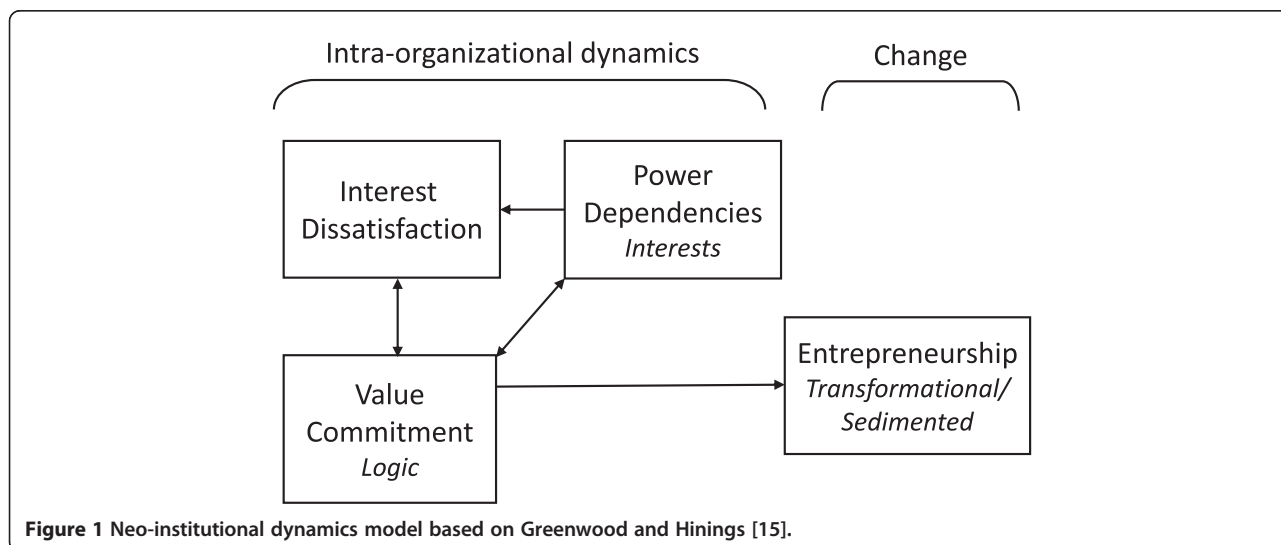 Intra-organizational dynamics
Change
Interest
Dissatisfaction
Power
Dependencies
Interests
Value
Commitment
Logic
Entrepreneurship
Transformational/
Sedimented
Figure 1 Neo-institutional dynamics model based on Greenwood and Hinings [15].